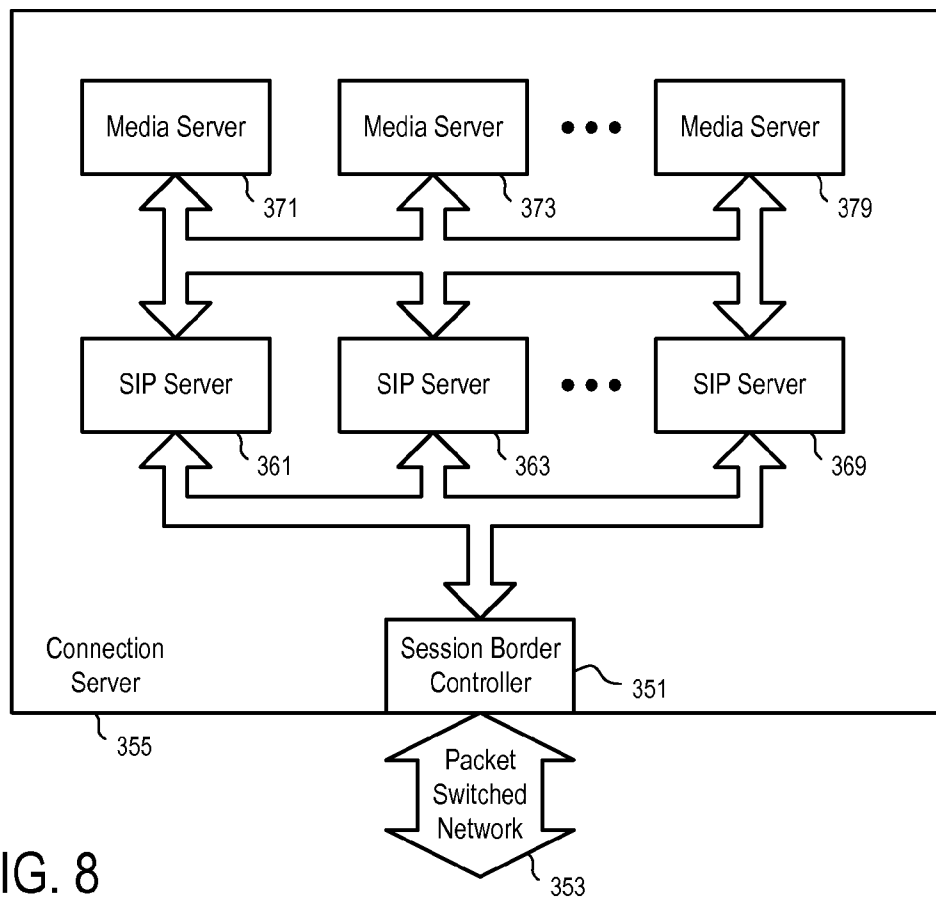 Media Server
Media Server
Media Server
371
373
379
SIP Server
SIP Server
SIP Server
361
363
369
Connection
Server
Session Border
Controller
351
355
Packet
Switched
Network
353
IG. 8